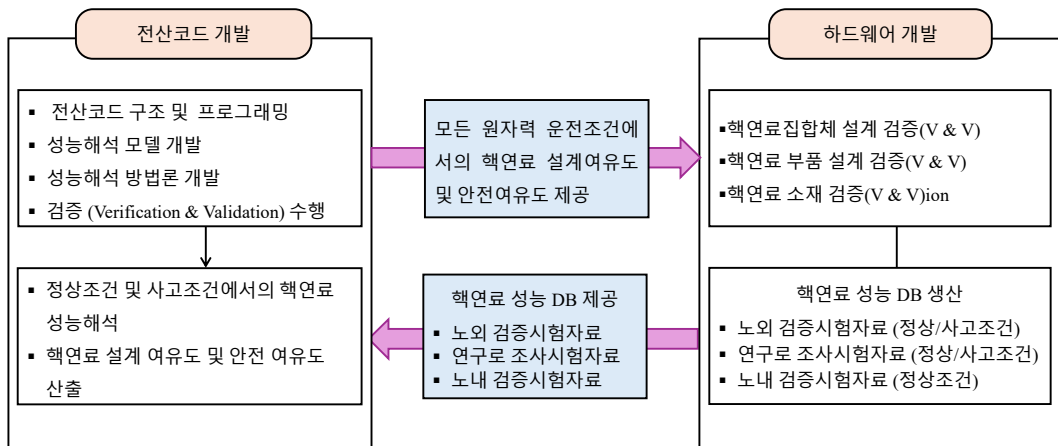 전산코드 개발
▪ 전산코드 구조 및 프로그래밍
▪ 성능해석 모델 개발
▪ 성능해석 방법론 개발
▪ 검증 (Verification & Validation) 수행
▪ 정상조건 및 사고조건에서의 핵연료
성능해석
▪ 핵연료 설계 여유도 및 안전 여유도
산출
모든 원자력 운전조건에
서의 핵연료 설계여유도
및 안전여유도 제공
핵연료 성능 DB 제공
▪ 노외 검증시험자료
▪ 연구로 조사시험자료
▪ 노내 검증시험자료
하드웨어 개발
▪핵연료집합체 설계 검증(V & V)
▪핵연료 부품 설계 검증(V & V)
▪핵연료 소재 검증(V & V)ion
핵연료 성능 DB 생산
▪ 노외 검증시험자료 (정상/사고조건)
▪ 연구로 조사시험자료 (정상/사고조건)
▪ 노내 검증시험자료 (정상조건)